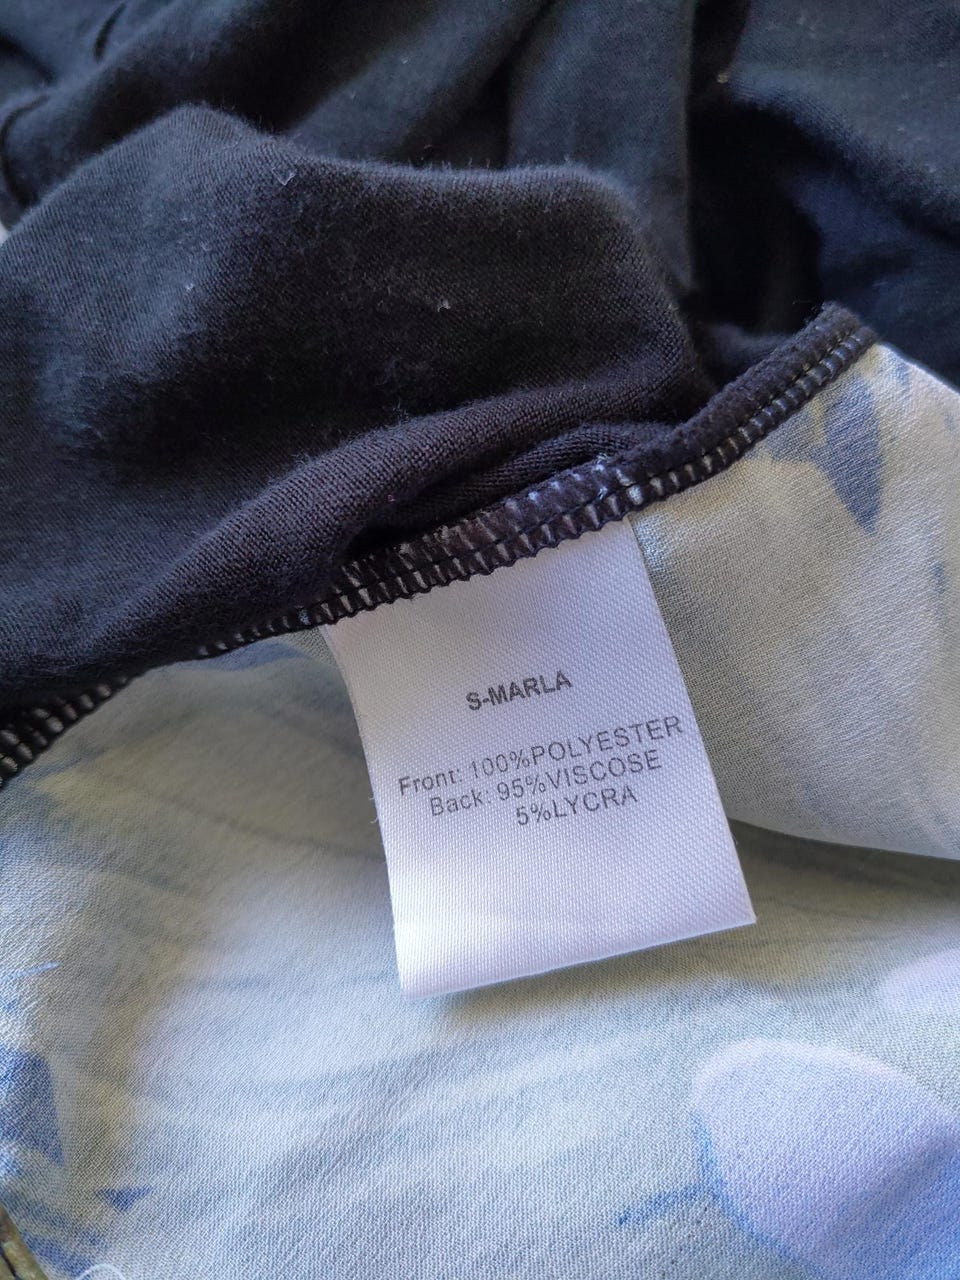 S-MARLA
Front: 100%POLYESTER
Back: 95%VISCOSE
5%LYCRA